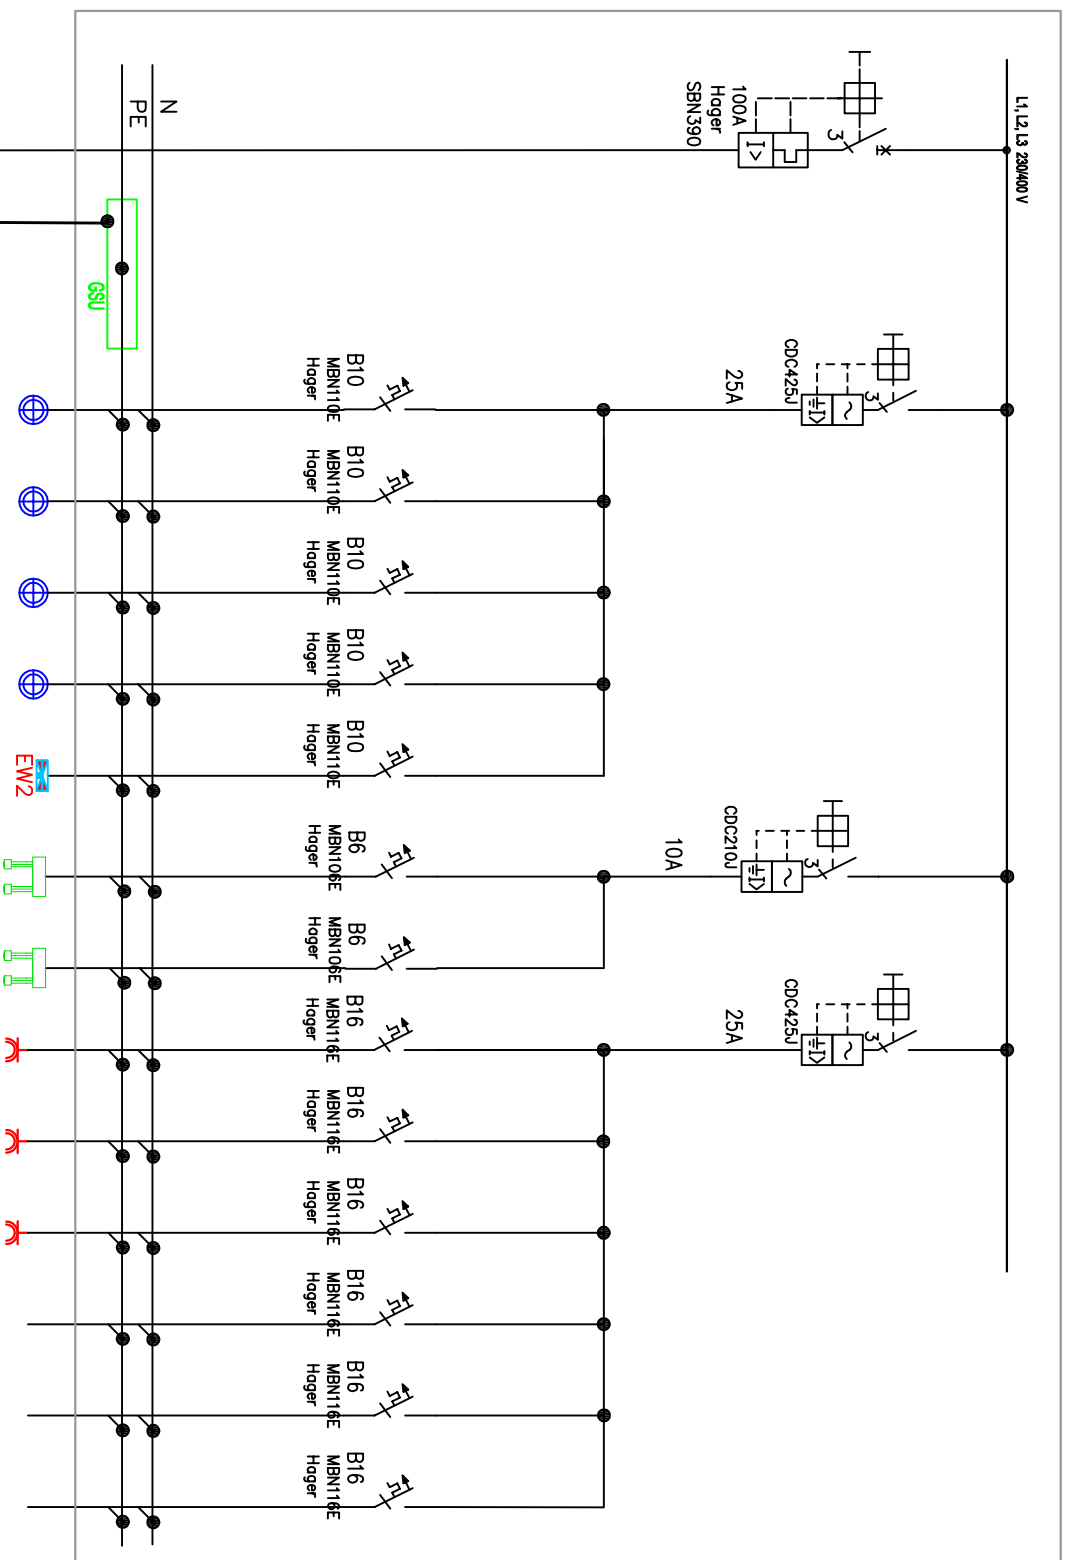 L1, L2, L3 230/400 V
100A
Hager
SBN390
3
I>
N
PE
GSU
CDC425J
3
I>
25A
CDC210J
3
I>
10A
CDC425J
3
I>
25A
B10
MBN110E
Hager
B10
MBN110E
Hager
B10
MBN110E
Hager
B10
MBN110E
Hager
B10
MBN110E
Hager
B6
MBN106E
Hager
B6
MBN106E
Hager
B16
MBN116E
Hager
B16
MBN116E
Hager
B16
MBN116E
Hager
B16
MBN116E
Hager
B16
MBN116E
Hager
B16
MBN116E
Hager
EW2